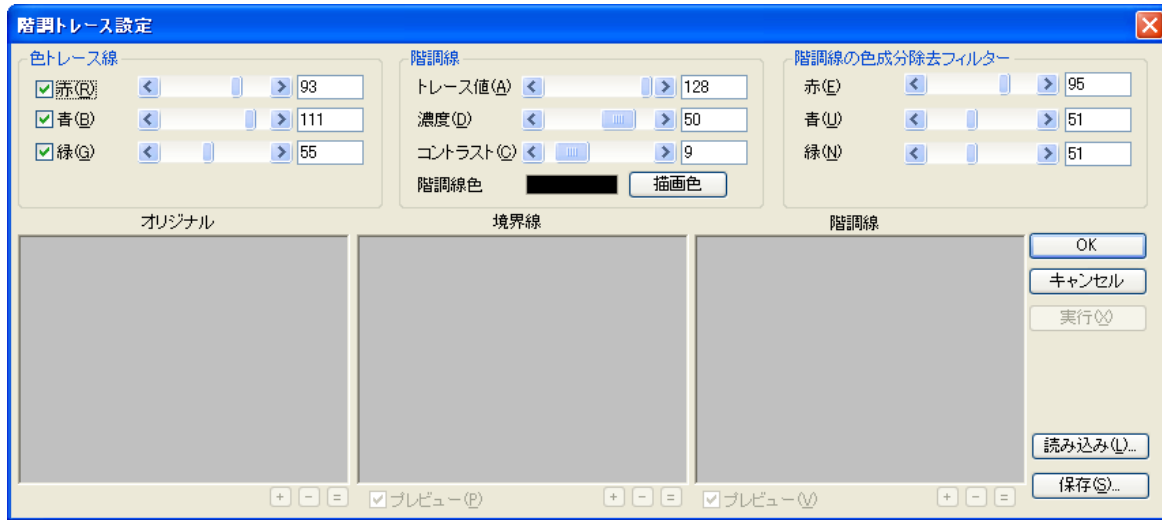 階調トレース設定
色トレース線
赤(R) 93
青(B) 111
緑(G) 55
階調線
トレース値(A) 128
濃度(D) 50
コントラスト(C) 9
階調線色 描画色
階調線の色成分除去フィルター
赤(E) 95
青(U) 51
緑(N) 51
オリジナル
境界線
階調線
OK
キャンセル
実行(X)
読み込み(L)...
保存(S)...
+ - =
プレビュー(P) + - =
プレビュー(V) + - =